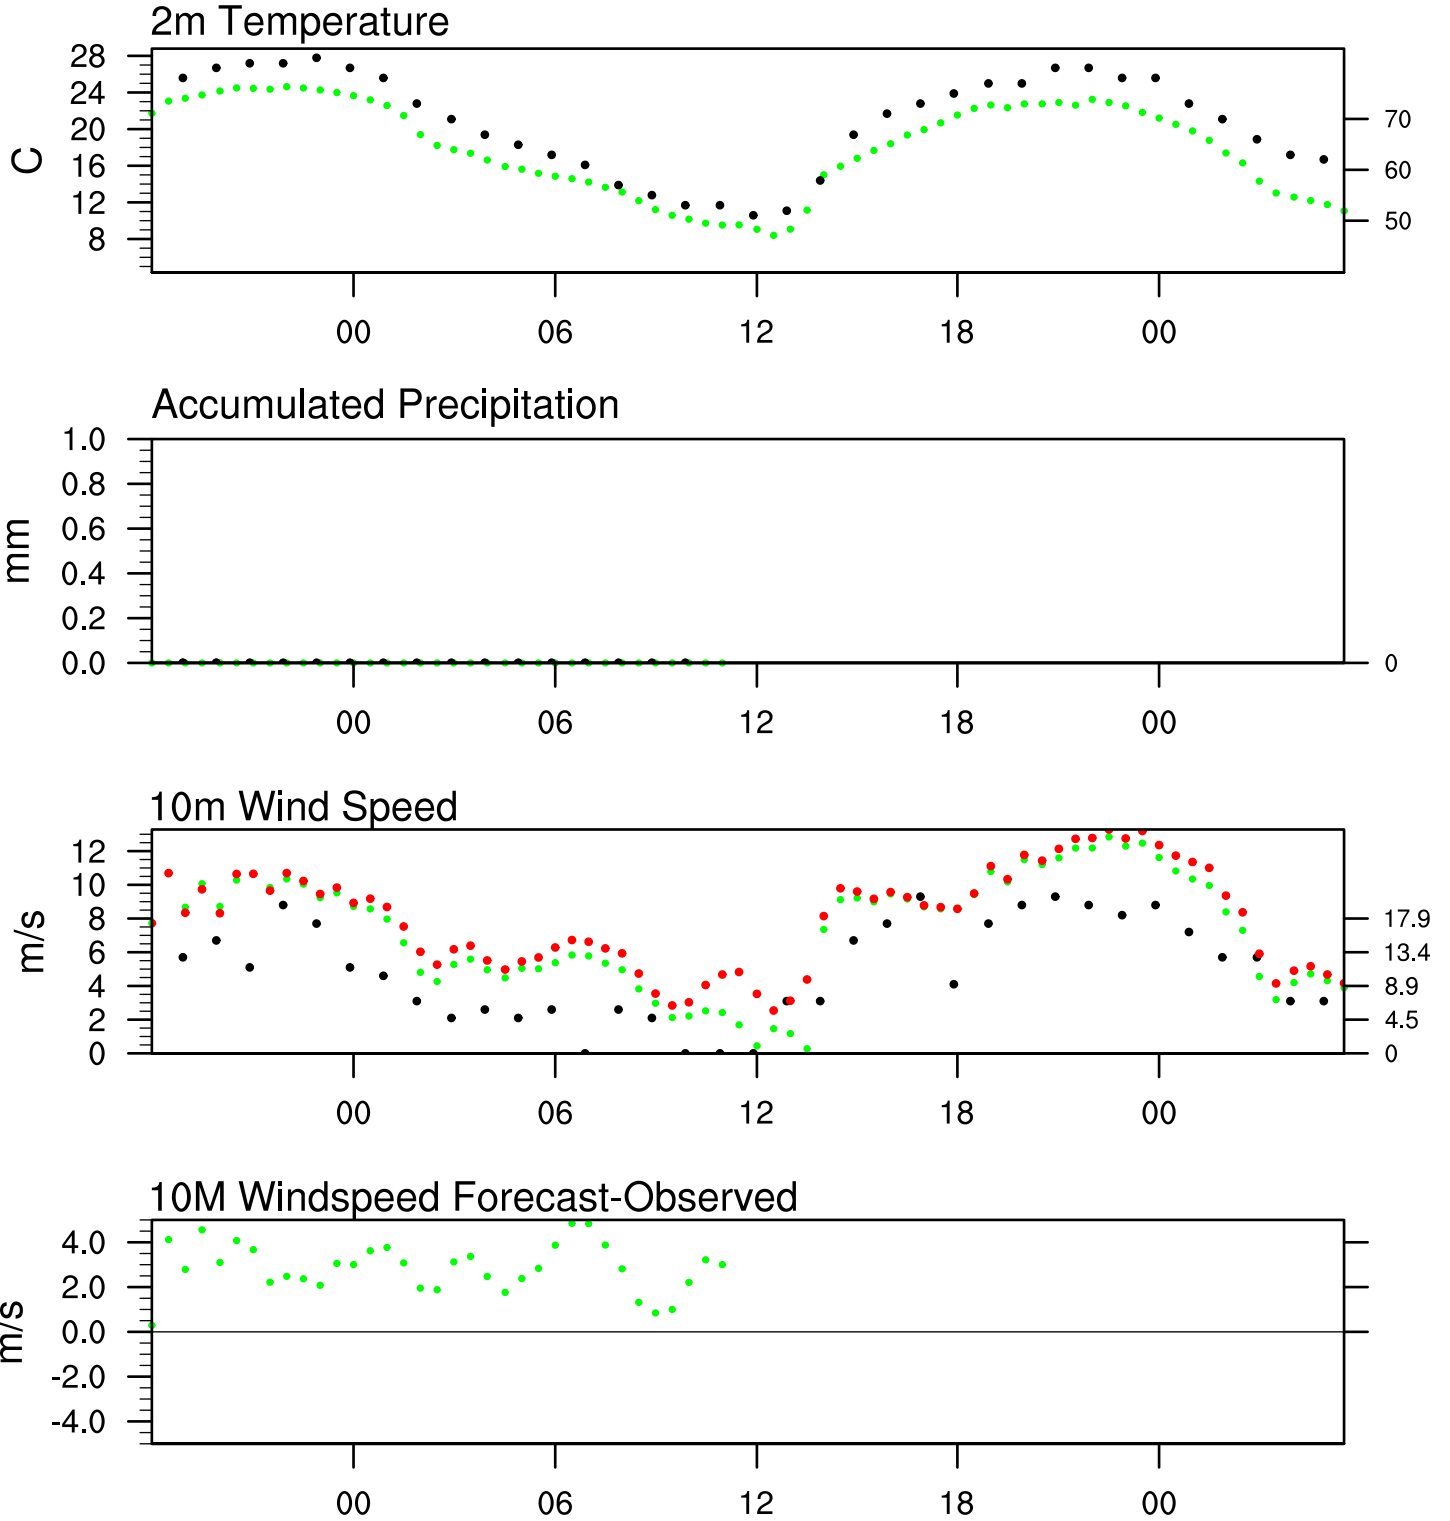 2m Temperature
28
24
20
16
12
8
C
70
60
50
00 06 12 18 00
Accumulated Precipitation
1.0
0.8
0.6
0.4
0.2
0.0
mm
0
00 06 12 18 00
10m Wind Speed
12
10
8
6
4
2
0
m/s
17.9
13.4
8.9
4.5
0
00 06 12 18 00
10M Windspeed Forecast-Observed
4.0
2.0
0.0
-2.0
-4.0
m/s
00 06 12 18 00